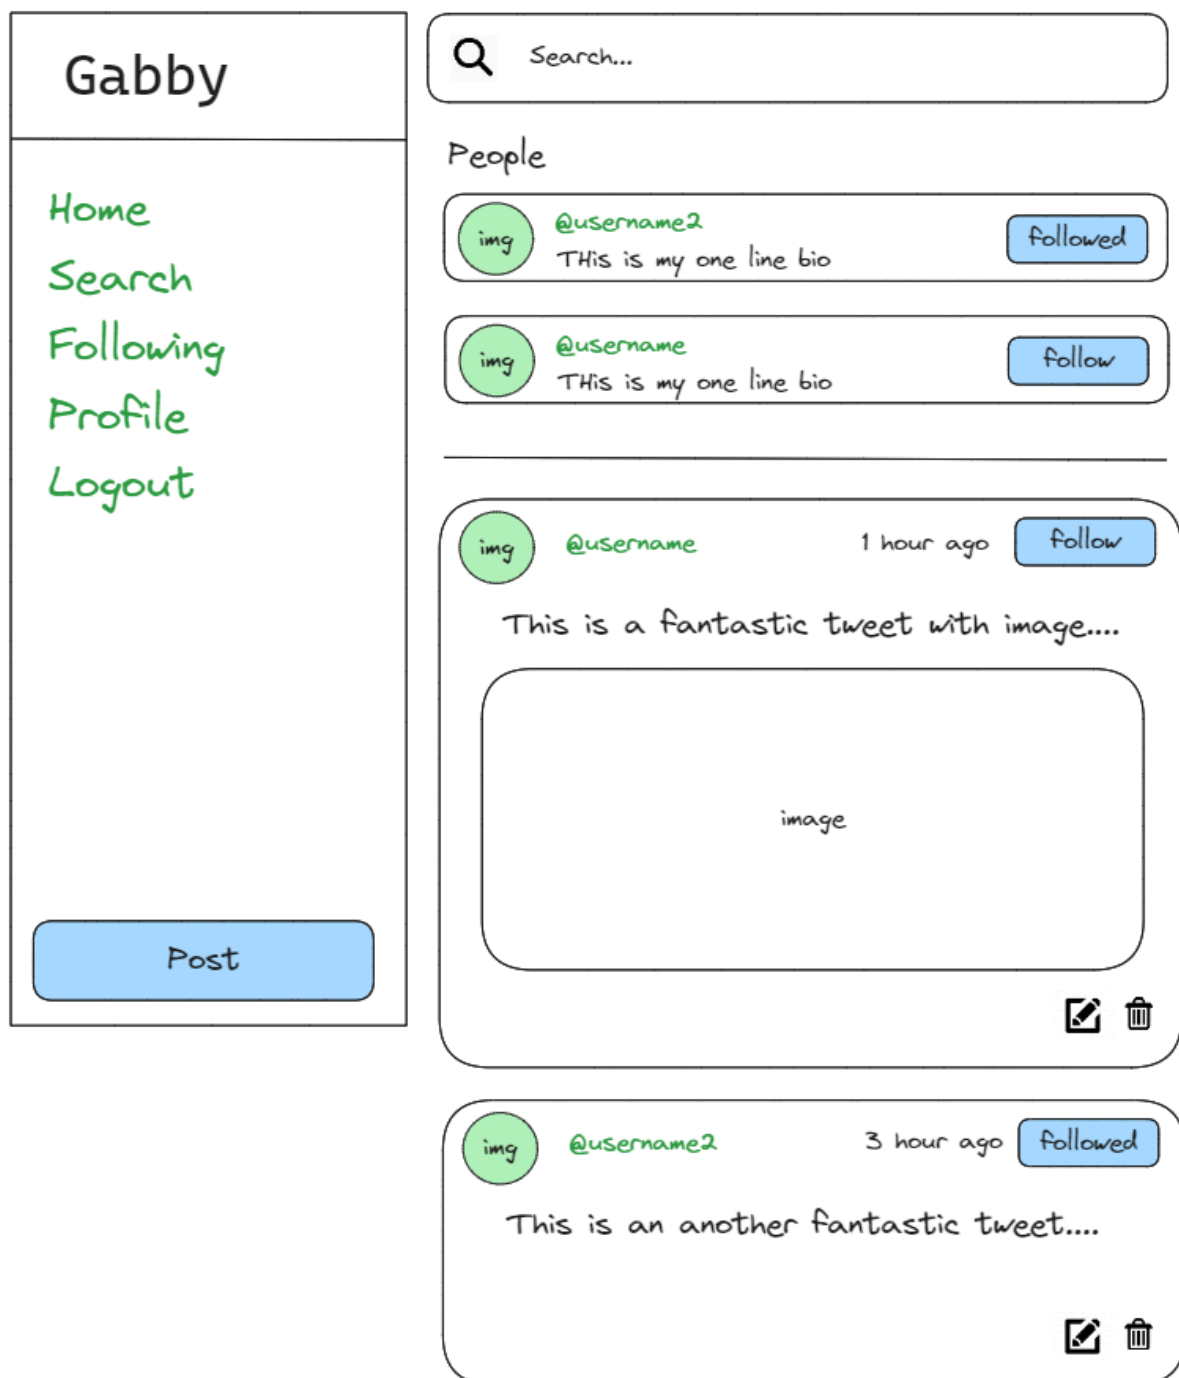 Gabby
Home
Search
Following
Profile
Logout
Post
Search...
People
img
@username2
THis is my one line bio
followed
img
@username
THis is my one line bio
follow
img
@username
1 hour ago
follow
This is a fantastic tweet with image....
image
img
@username2
3 hour ago
followed
This is an another fantastic tweet....